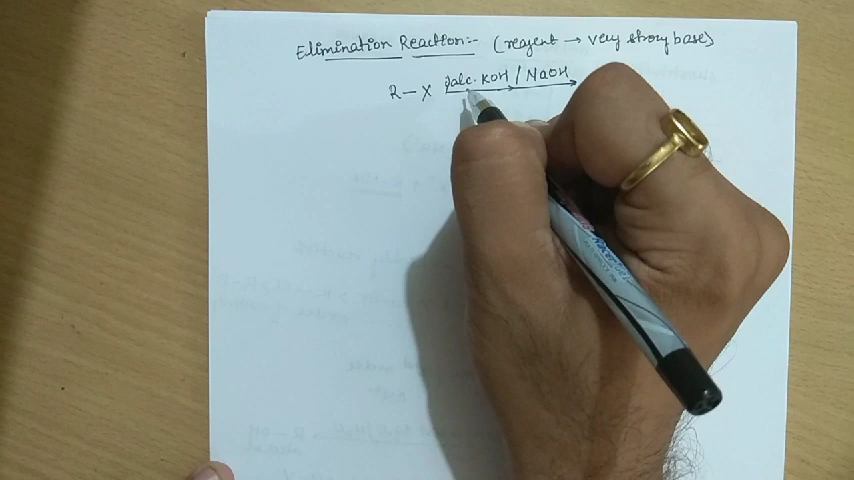 Elimination Reaction:- (reagent → very strong base)
R - X alc. KOH / NaOH →